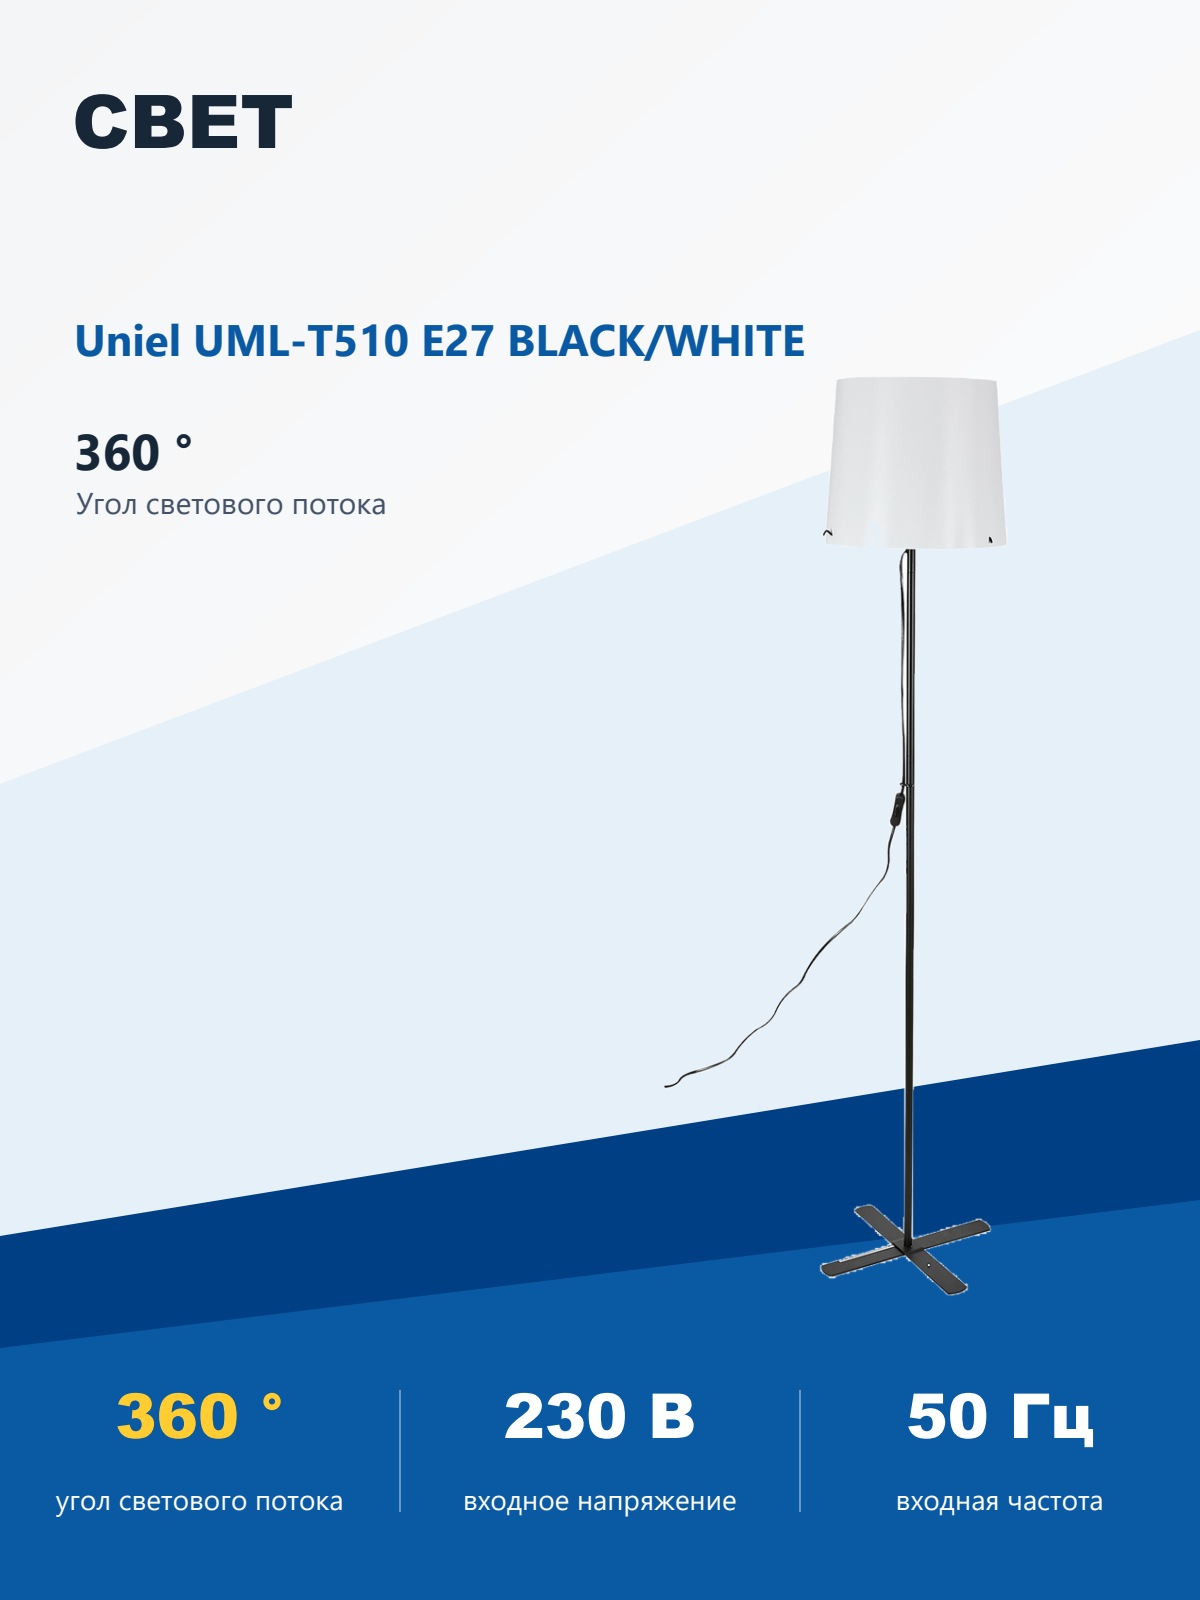 СВЕТ
Uniel UML-T510 E27 BLACK/WHITE
360 °
Угол светового потока
360 °
угол светового потока
230 В
входное напряжение
50 Гц
входная частота